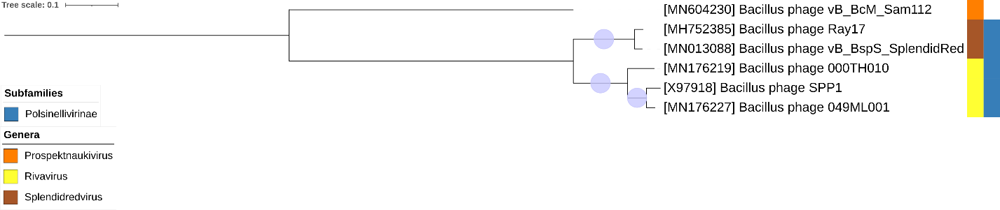 Tree scale: 0.1
[MN604230] Bacillus phage vB_BcM_Sam112
[MH752385] Bacillus phage Ray17
[MN013088] Bacillus phage vB_BspS_SplendidRed
[MN176219] Bacillus phage 000TH010
[X97918] Bacillus phage SPP1
[MN176227] Bacillus phage 049ML001
Subfamilies
Polsinellivirinae
Genera
Prospektnaukivirus
Rivavirus
Splendidredvirus